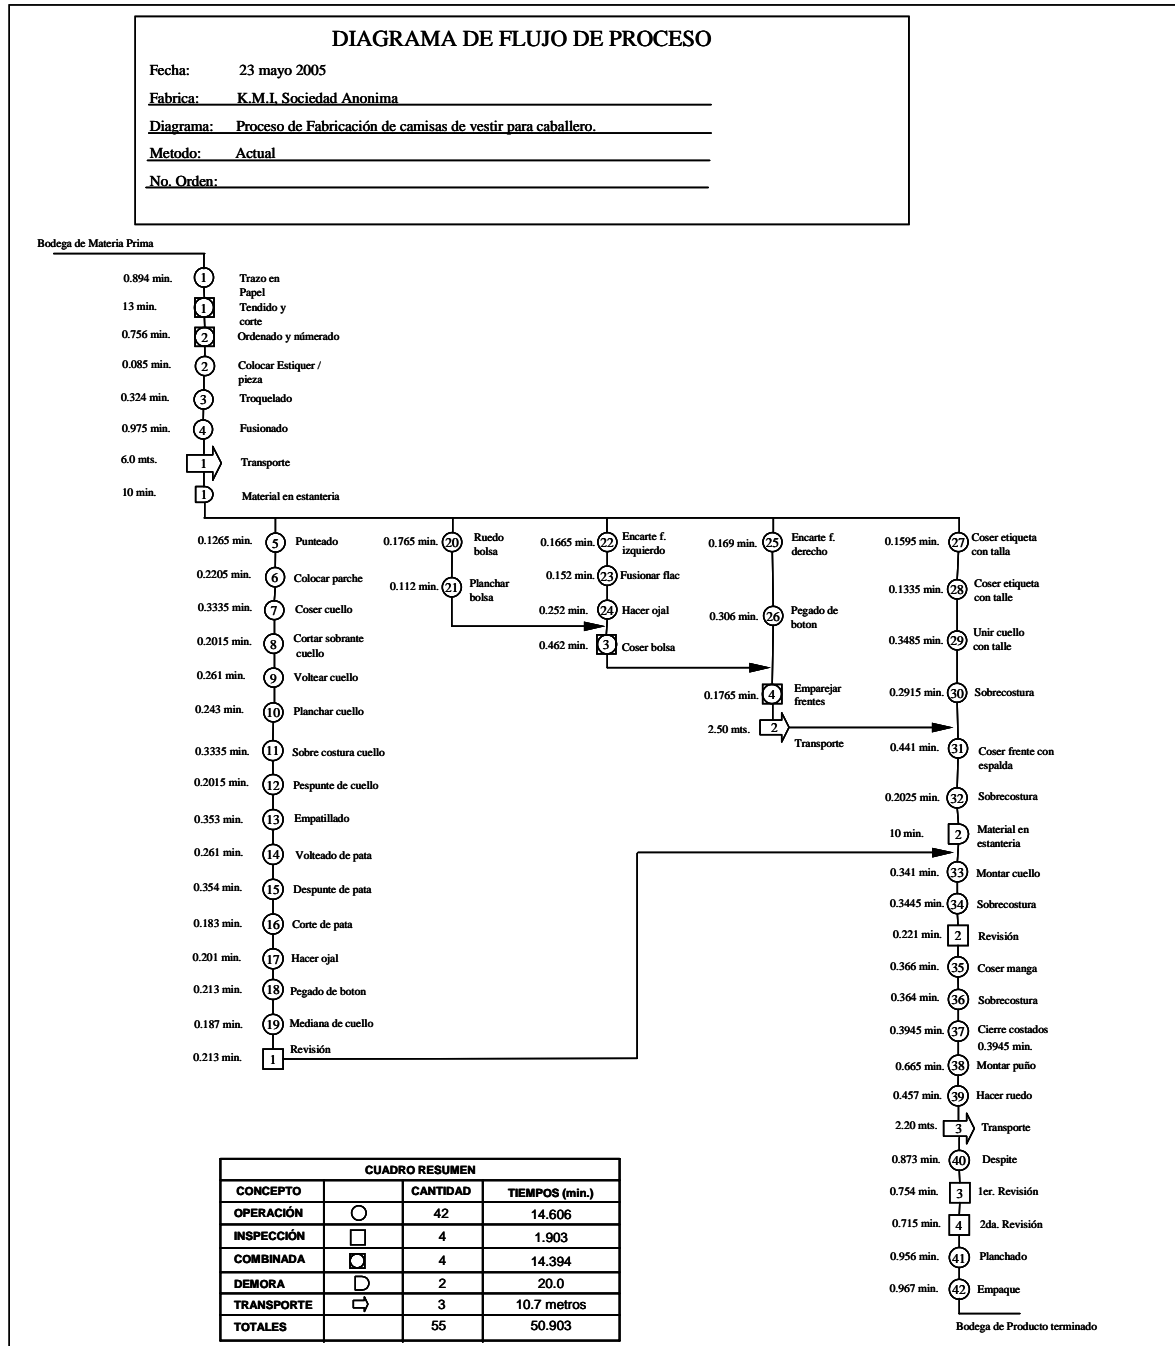 DIAGRAMA DE FLUJO DE PROCESO
Fecha: 23 mayo 2005
Fabrica: K.M.I, Sociedad Anonima
Diagrama: Proceso de Fabricación de camisas de vestir para caballero.
Metodo: Actual
No. Orden:
Bodega de Materia Prima
0.894 min. 1 Trazo en
Papel
13 min. 1 Tendido y
corte
0.756 min. 2 Ordenado y númerado
0.085 min. 2 Colocar Estiquer /
pieza
0.324 min. 3 Troquelado
0.975 min. 4 Fusionado
6.0 mts. 1 Transporte
10 min. 1 Material en estanteria
0.1265 min. 5 Punteado
0.2205 min. 6 Colocar parche
0.3335 min. 7 Coser cuello
0.2015 min. 8 Cortar sobrante
cuello
0.261 min. 9 Voltear cuello
0.243 min. 10 Planchar cuello
0.3335 min. 11 Sobre costura cuello
0.2015 min. 12 Pespunte de cuello
0.353 min. 13 Empatillado
0.261 min. 14 Volteado de pata
0.354 min. 15 Despunte de pata
0.183 min. 16 Corte de pata
0.201 min. 17 Hacer ojal
0.213 min. 18 Pegado de boton
0.187 min. 19 Mediana de cuello
0.213 min. 1 Revisión
0.1765 min. 20 Ruedo
bolsa
0.112 min. 21 Planchar
bolsa
0.1665 min. 22 Encarte f.
izquierdo
0.152 min. 23 Fusionar flac
0.252 min. 24 Hacer ojal
0.462 min. 3 Coser bolsa
0.169 min. 25 Encarte f.
derecho
0.306 min. 26 Pegado de
boton
0.1765 min. 4 Emparejar
frentes
2.50 mts. 2 Transporte
0.1595 min. 27 Coser etiqueta
con talla
0.1335 min. 28 Coser etiqueta
con talle
0.3485 min. 29 Unir cuello
con talle
0.2915 min. 30 Sobrecostura
0.441 min. 31 Coser frente con
espalda
0.2025 min. 32 Sobrecostura
10 min. 2 Material en
estanteria
0.341 min. 33 Montar cuello
0.3445 min. 34 Sobrecostura
0.221 min. 2 Revisión
0.366 min. 35 Coser manga
0.364 min. 36 Sobrecostura
0.3945 min. 37 Cierre costados
0.3945 min.
0.665 min. 38 Montar puño
0.457 min. 39 Hacer ruedo
2.20 mts. 3 Transporte
0.873 min. 40 Despite
0.754 min. 3 1er. Revisión
0.715 min. 4 2da. Revisión
0.956 min. 41 Planchado
0.967 min. 42 Empaque
Bodega de Producto terminado
CUADRO RESUMEN
CONCEPTO CANTIDAD TIEMPOS (min.)
OPERACIÓN 42 14.606
INSPECCIÓN 4 1.903
COMBINADA 4 14.394
DEMORA 2 20.0
TRANSPORTE 3 10.7 metros
TOTALES 55 50.903